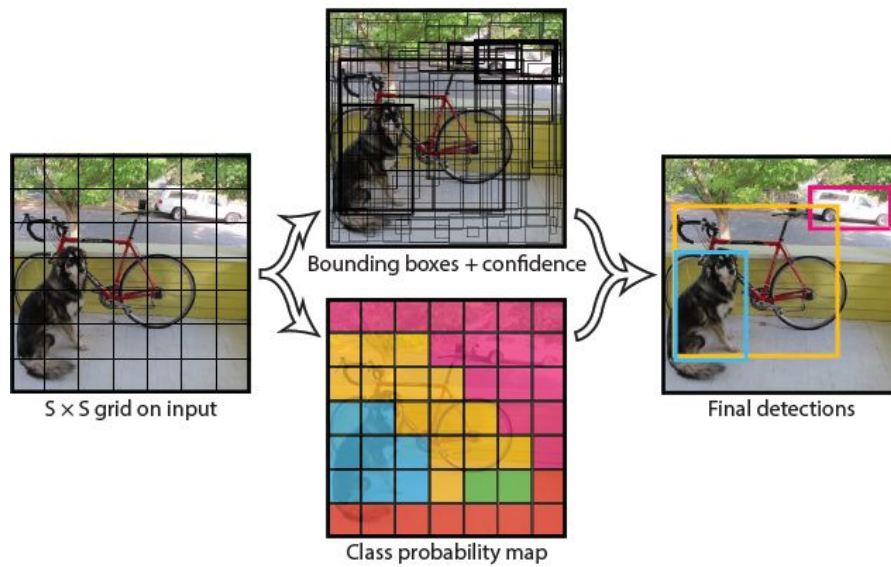 Bounding boxes + confidence
S × S grid on input
Final detections
Class probability map